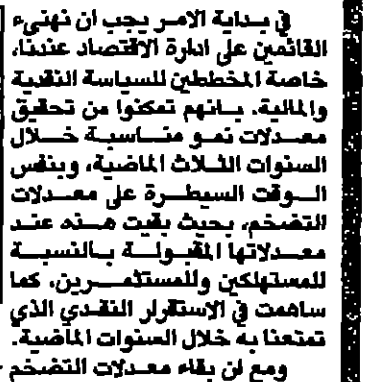 في بداية الامر يجب ان نهنيء
القائمين على ادارة الاقتصاد عندنا،
خاصة المخططين للسياسة النقدية
والمالية، بانهم تمكنوا من تحقيق
معدلات نمو مناسبة خلال
السنوات الثلاث الماضية، وبنفس
الوقت السيطرة على معدلات
التضخم، بحيث بقيت هذه عند
معدلاتها المقبولة بالنسبة
للمستهلكين وللمستثمرين، كما
ساهمت في الاستقرار النقدي الذي
تمتعنا به خلال السنوات الماضية.
ومع ان بقاء معدلات التضخم